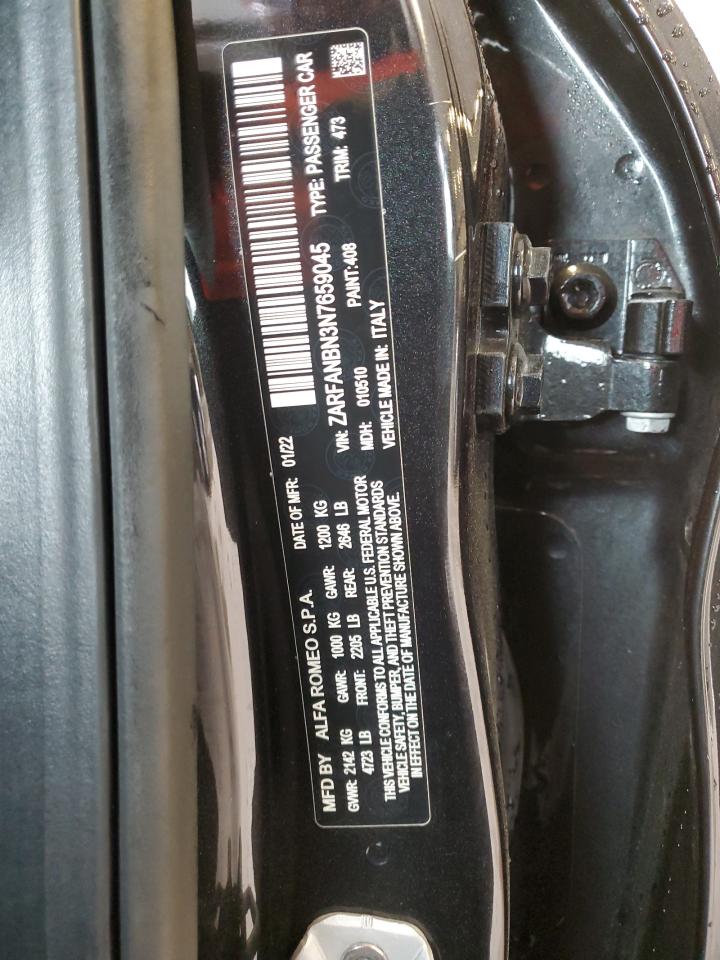 MFD BY ALFA ROMEO S.P.A. DATE OF MFR: 01/22
GVWR: 2142 KG GAWR: 1000 KG GAWR: 1200 KG
4723 LB FRONT: 2205 LB REAR: 2646 LB
THIS VEHICLE CONFORMS TO ALL APPLICABLE U.S. FEDERAL MOTOR
VEHICLE SAFETY, BUMPER, AND THEFT PREVENTION STANDARDS
IN EFFECT ON THE DATE OF MANUFACTURE SHOWN ABOVE.
VIN: ZARFANBN3N7659045 TYPE: PASSENGER CAR
MDH: 010510 PAINT: 408 TRIM: 473
VEHICLE MADE IN: ITALY